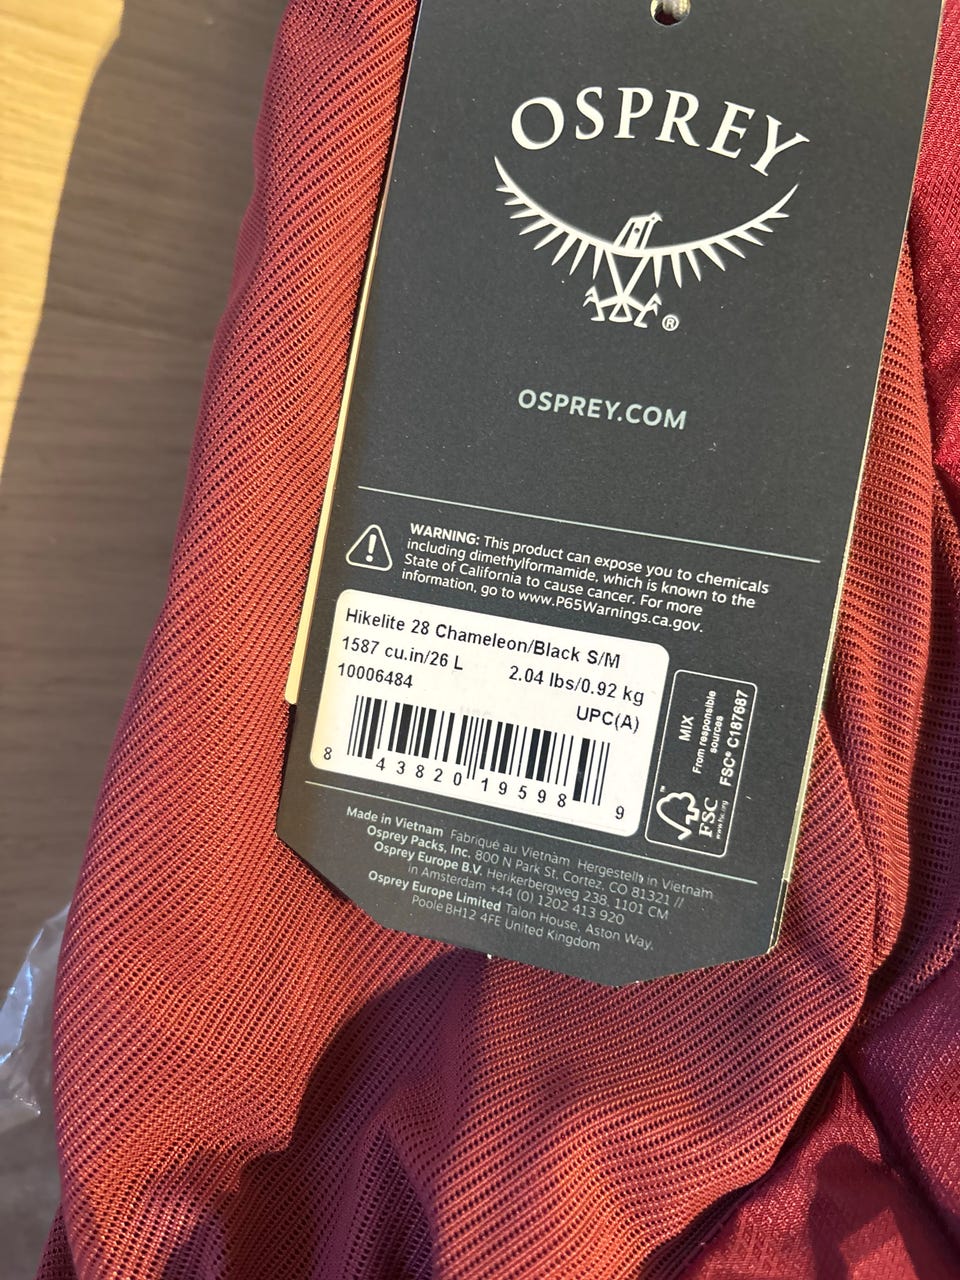 OSPREY
®
OSPREY.COM
WARNING: This product can expose you to chemicals
including dimethylformamide, which is known to the
State of California to cause cancer. For more
information, go to www.P65Warnings.ca.gov.
Hikelite 28 Chameleon/Black S/M
1587 cu.in/26 L 2.04 lbs/0.92 kg
10006484
UPC(A)
8 43820 19598 9
MIX
From responsible
sources
FSC® C187687
™
FSC
www.fsc.org
Made in Vietnam Fabriqué au Vietnam Hergestellt in Vietnam
Osprey Packs, Inc. 800 N Park St. Cortez, CO 81321 //
Osprey Europe B.V. Herikerbergweg 238, 1101 CM
in Amsterdam +44 (0) 1202 413 920
Osprey Europe Limited Talon House, Aston Way,
Poole BH12 4FE United Kingdom